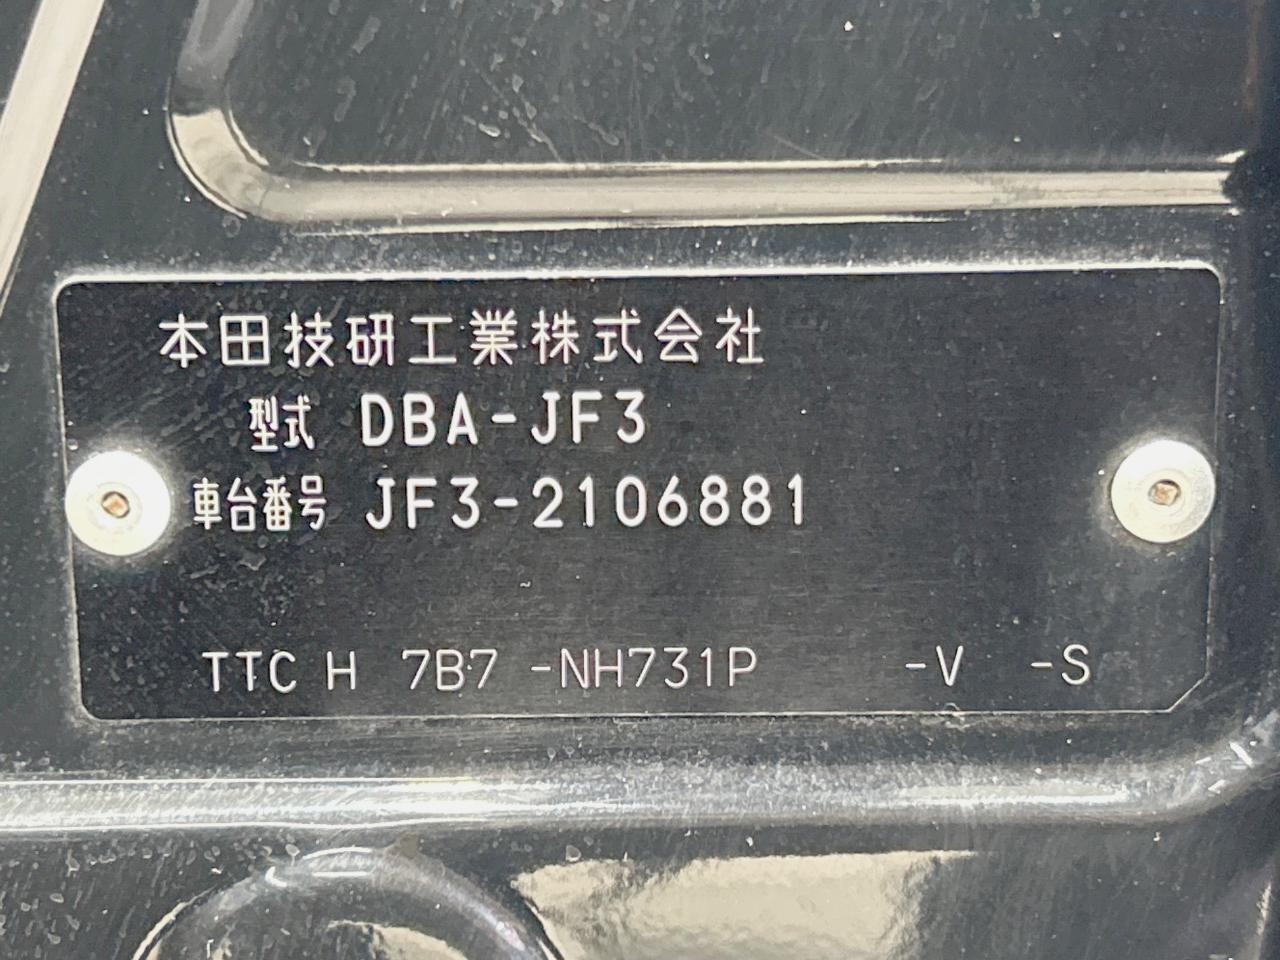 本田技研工業株式会社
型式 DBA-JF3
車台番号 JF3-2106881
TTC H 7B7 -NH731P -V -S